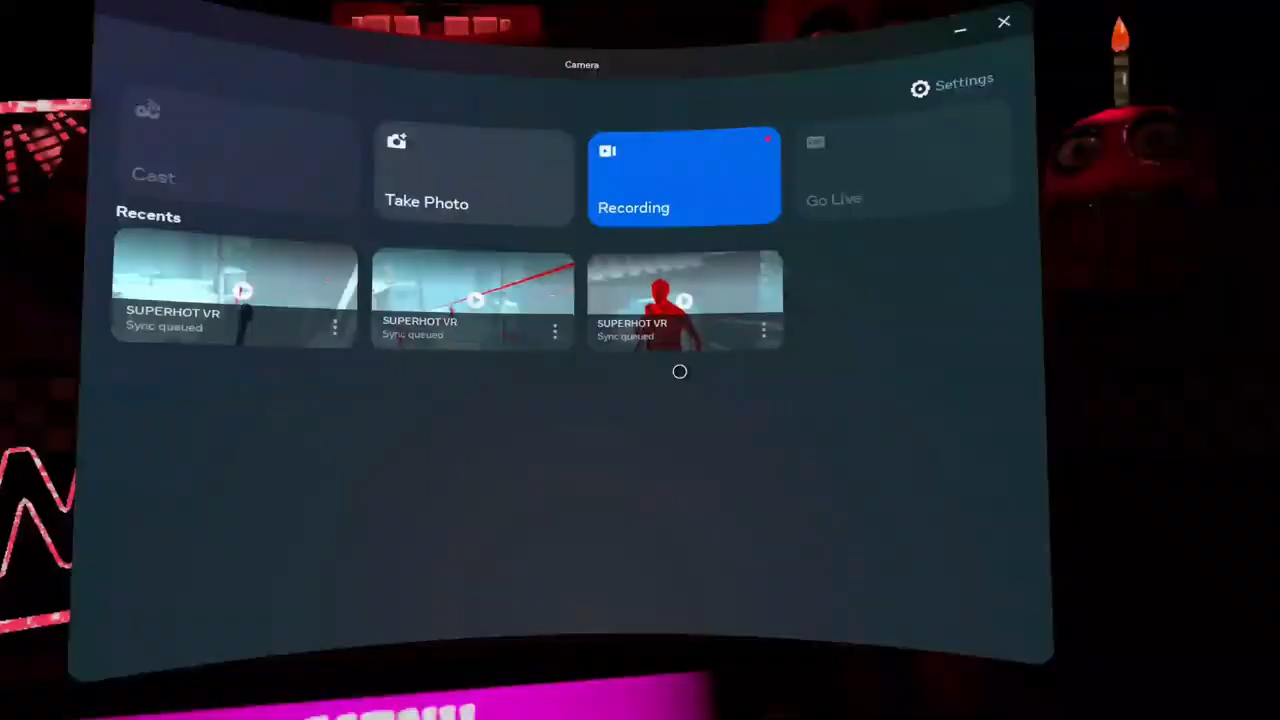 Camera
Settings
Cast
Take Photo
Recording
Go Live
Recents
SUPERHOT VR
Sync queued
SUPERHOT VR
Sync queued
SUPERHOT VR
Sync queued